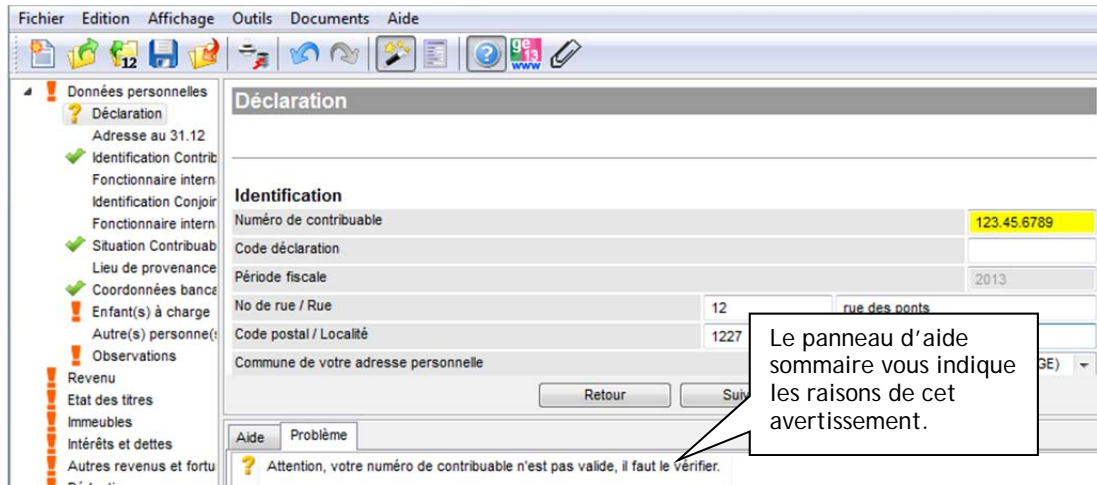 Fichier Edition Affichage Outils Documents Aide
12
ge 13 www
Données personnelles
Déclaration
Adresse au 31.12
Identification Contrib
Fonctionnaire intern
Identification Conjoir
Fonctionnaire intern
Situation Contribuab
Lieu de provenance
Coordonnées banca
Enfant(s) à charge
Autre(s) personne(s
Observations
Revenu
Etat des titres
Immeubles
Intérêts et dettes
Autres revenus et fortu
Déclaration
Identification
Numéro de contribuable 123.45.6789
Code déclaration
Période fiscale 2013
No de rue / Rue 12 rue des ponts
Code postal / Localité 1227
Commune de votre adresse personnelle GE)
Retour Suiv
Le panneau d'aide
sommaire vous indique
les raisons de cet
avertissement.
Aide Problème
Attention, votre numéro de contribuable n'est pas valide, il faut le vérifier.